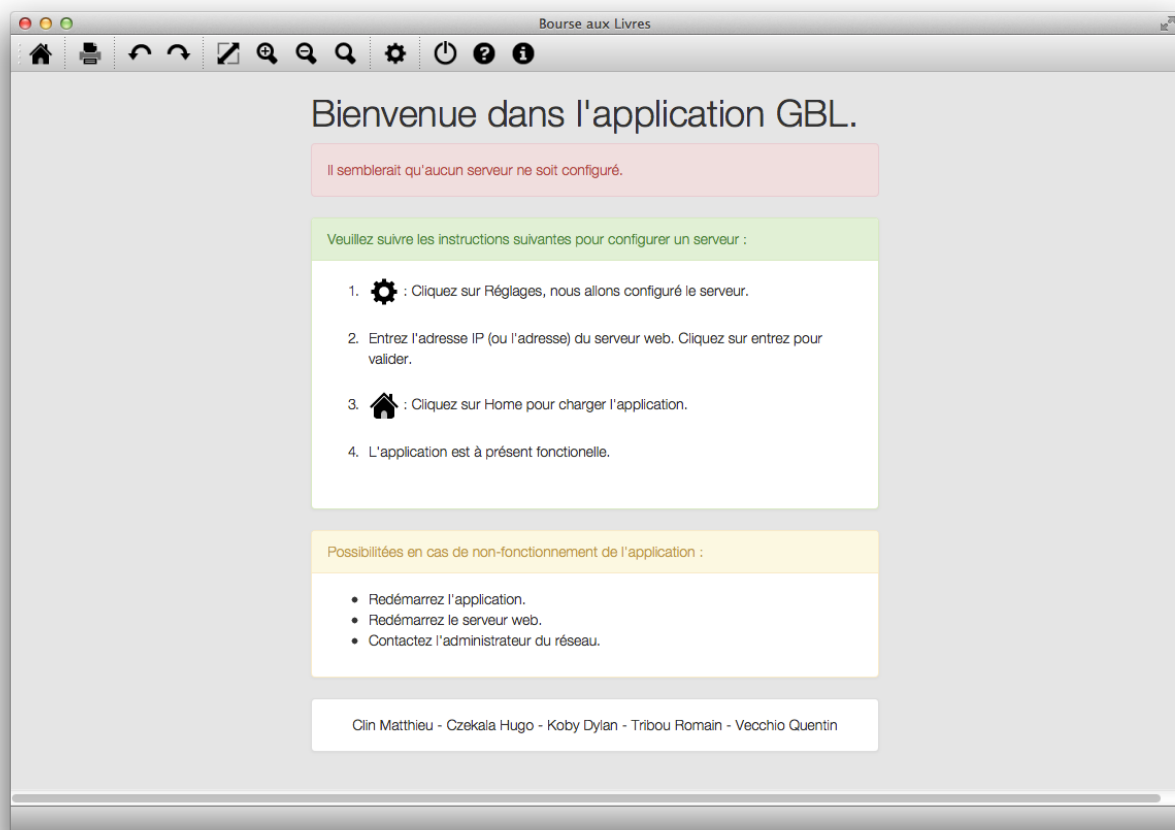 Bourse aux Livres
Bienvenue dans l'application GBL.
Il semblerait qu'aucun serveur ne soit configuré.
Veuillez suivre les instructions suivantes pour configurer un serveur :
1. : Cliquez sur Réglages, nous allons configuré le serveur.
2. Entrez l'adresse IP (ou l'adresse) du serveur web. Cliquez sur entrez pour
valider.
3. : Cliquez sur Home pour charger l'application.
4. L'application est à présent fonctionelle.
Possibilitées en cas de non-fonctionnement de l'application :
• Redémarrez l'application.
• Redémarrez le serveur web.
• Contactez l'administrateur du réseau.
Clin Matthieu - Czekala Hugo - Koby Dylan - Tribou Romain - Vecchio Quentin